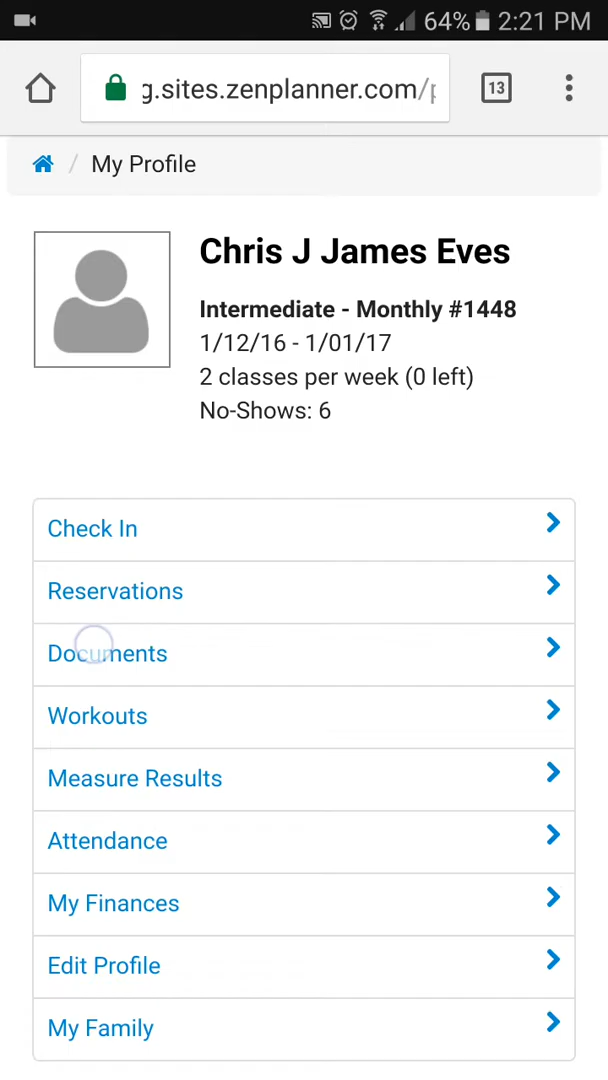 64% 2:21 PM
g.sites.zenplanner.com/p
13
/ My Profile
Chris J James Eves
Intermediate - Monthly #1448
1/12/16 - 1/01/17
2 classes per week (0 left)
No-Shows: 6
Check In
Reservations
Documents
Workouts
Measure Results
Attendance
My Finances
Edit Profile
My Family